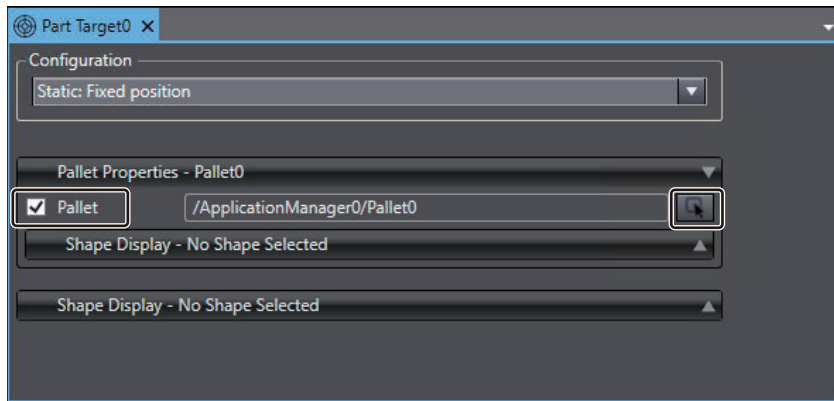 Part Target0
Configuration
Static: Fixed position
Pallet Properties - Pallet0
Pallet /ApplicationManager0/Pallet0
Shape Display - No Shape Selected
Shape Display - No Shape Selected